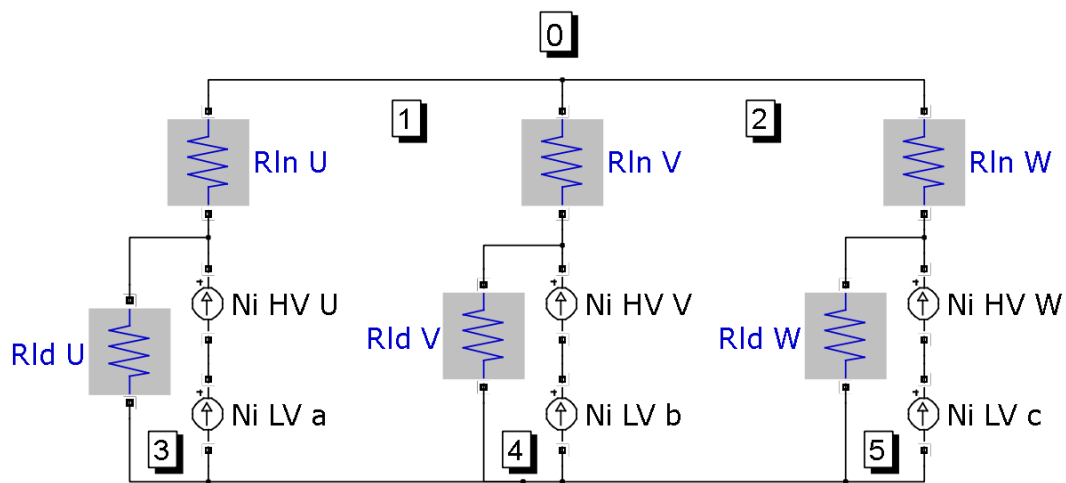 0
1
2
Rln U
Rln V
Rln W
Ni HV U
Ni HV V
Ni HV W
Rld U
Rld V
Rld W
Ni LV a
Ni LV b
Ni LV c
3
4
5